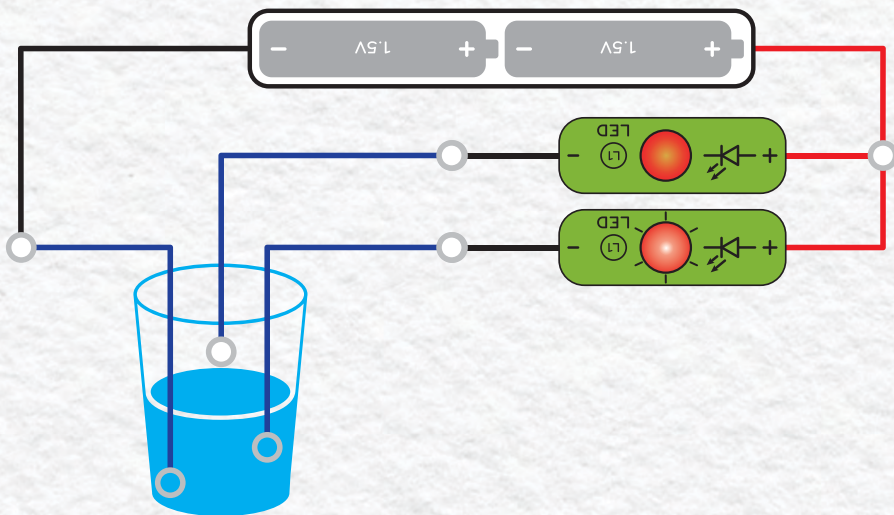 - 1.5V + - 1.5V +
LED
- L1 +
LED
- L1 +